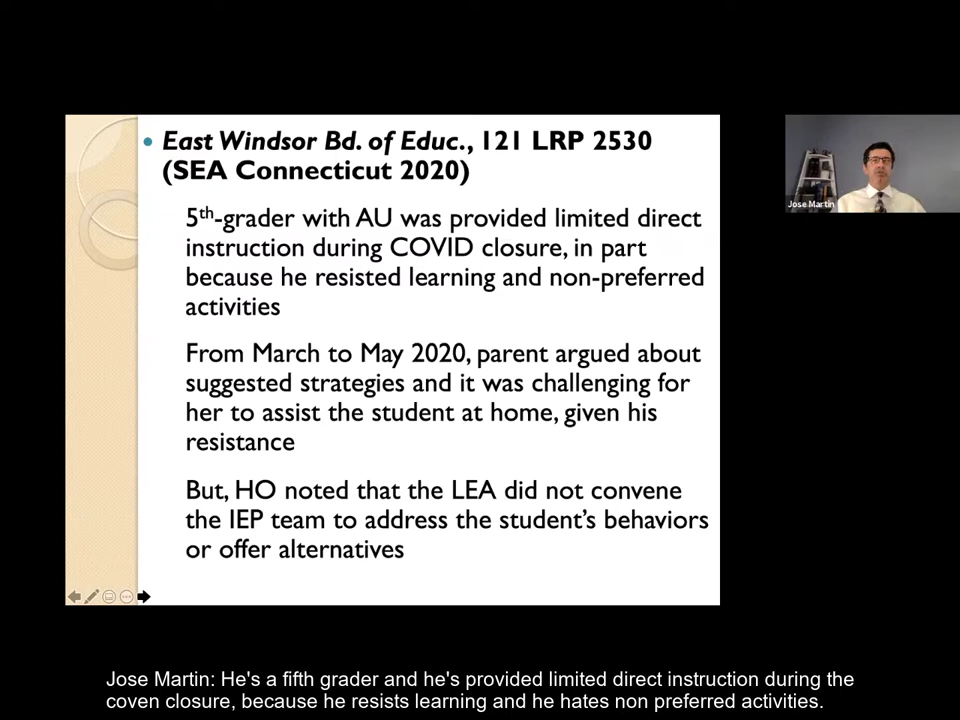 East Windsor Bd. of Educ., 121 LRP 2530
(SEA Connecticut 2020)
5th-grader with AU was provided limited direct
instruction during COVID closure, in part
because he resisted learning and non-preferred
activities
From March to May 2020, parent argued about
suggested strategies and it was challenging for
her to assist the student at home, given his
resistance
But, HO noted that the LEA did not convene
the IEP team to address the student's behaviors
or offer alternatives
Jose Martin
Jose Martin: He's a fifth grader and he's provided limited direct instruction during the
coven closure, because he resists learning and he hates non preferred activities.